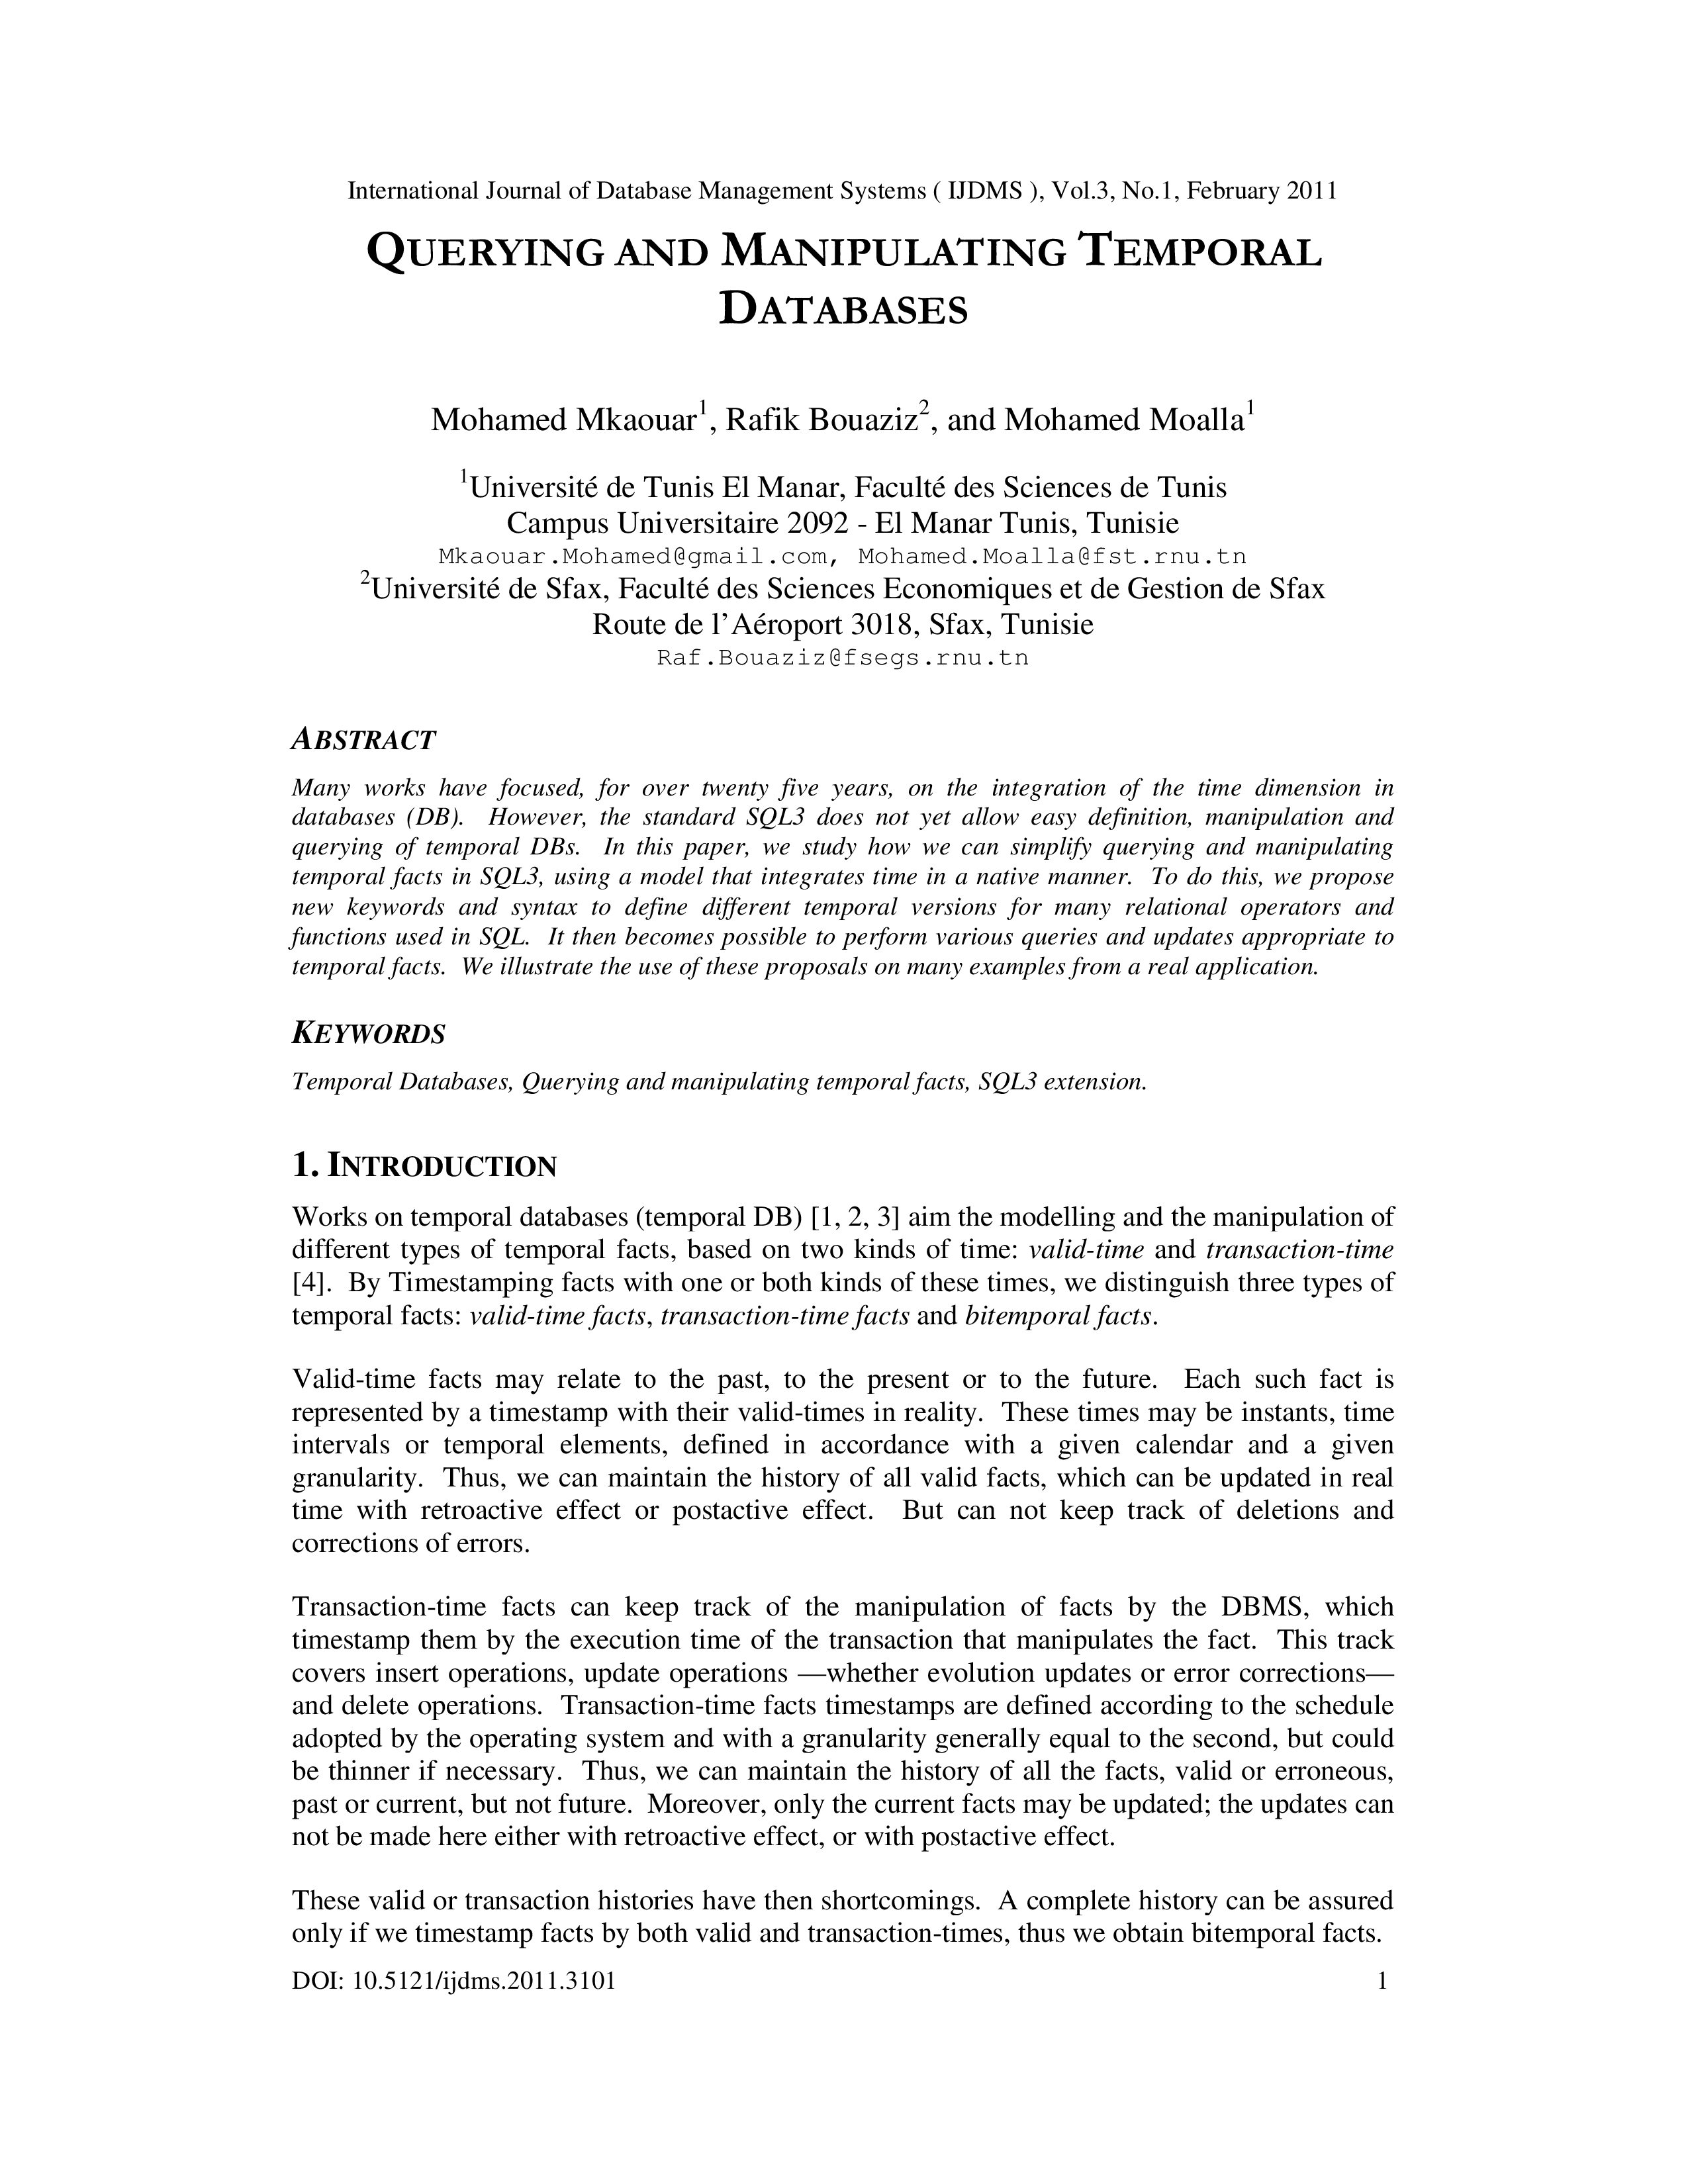 International Journal of Database Management Systems ( IJDMS ), Vol.3, No.1, February 2011
QUERYING AND MANIPULATING TEMPORAL
DATABASES
Mohamed Mkaouar1, Rafik Bouaziz2, and Mohamed Moalla1
1Université de Tunis El Manar, Faculté des Sciences de Tunis
Campus Universitaire 2092 - El Manar Tunis, Tunisie
Mkaouar.Mohamed@gmail.com, Mohamed.Moalla@fst.rnu.tn
2Université de Sfax, Faculté des Sciences Economiques et de Gestion de Sfax
Route de l'Aéroport 3018, Sfax, Tunisie
Raf.Bouaziz@fsegs.rnu.tn
ABSTRACT
Many works have focused, for over twenty five years, on the integration of the time dimension in
databases (DB). However, the standard SQL3 does not yet allow easy definition, manipulation and
querying of temporal DBs. In this paper, we study how we can simplify querying and manipulating
temporal facts in SQL3, using a model that integrates time in a native manner. To do this, we propose
new keywords and syntax to define different temporal versions for many relational operators and
functions used in SQL. It then becomes possible to perform various queries and updates appropriate to
temporal facts. We illustrate the use of these proposals on many examples from a real application.
KEYWORDS
Temporal Databases, Querying and manipulating temporal facts, SQL3 extension.
1. INTRODUCTION
Works on temporal databases (temporal DB) [1, 2, 3] aim the modelling and the manipulation of
different types of temporal facts, based on two kinds of time: valid-time and transaction-time
[4]. By Timestamping facts with one or both kinds of these times, we distinguish three types of
temporal facts: valid-time facts, transaction-time facts and bitemporal facts.
Valid-time facts may relate to the past, to the present or to the future. Each such fact is
represented by a timestamp with their valid-times in reality. These times may be instants, time
intervals or temporal elements, defined in accordance with a given calendar and a given
granularity. Thus, we can maintain the history of all valid facts, which can be updated in real
time with retroactive effect or postactive effect. But can not keep track of deletions and
corrections of errors.
Transaction-time facts can keep track of the manipulation of facts by the DBMS, which
timestamp them by the execution time of the transaction that manipulates the fact. This track
covers insert operations, update operations —whether evolution updates or error corrections—
and delete operations. Transaction-time facts timestamps are defined according to the schedule
adopted by the operating system and with a granularity generally equal to the second, but could
be thinner if necessary. Thus, we can maintain the history of all the facts, valid or erroneous,
past or current, but not future. Moreover, only the current facts may be updated; the updates can
not be made here either with retroactive effect, or with postactive effect.
These valid or transaction histories have then shortcomings. A complete history can be assured
only if we timestamp facts by both valid and transaction-times, thus we obtain bitemporal facts.
DOI: 10.5121/ijdms.2011.3101 1